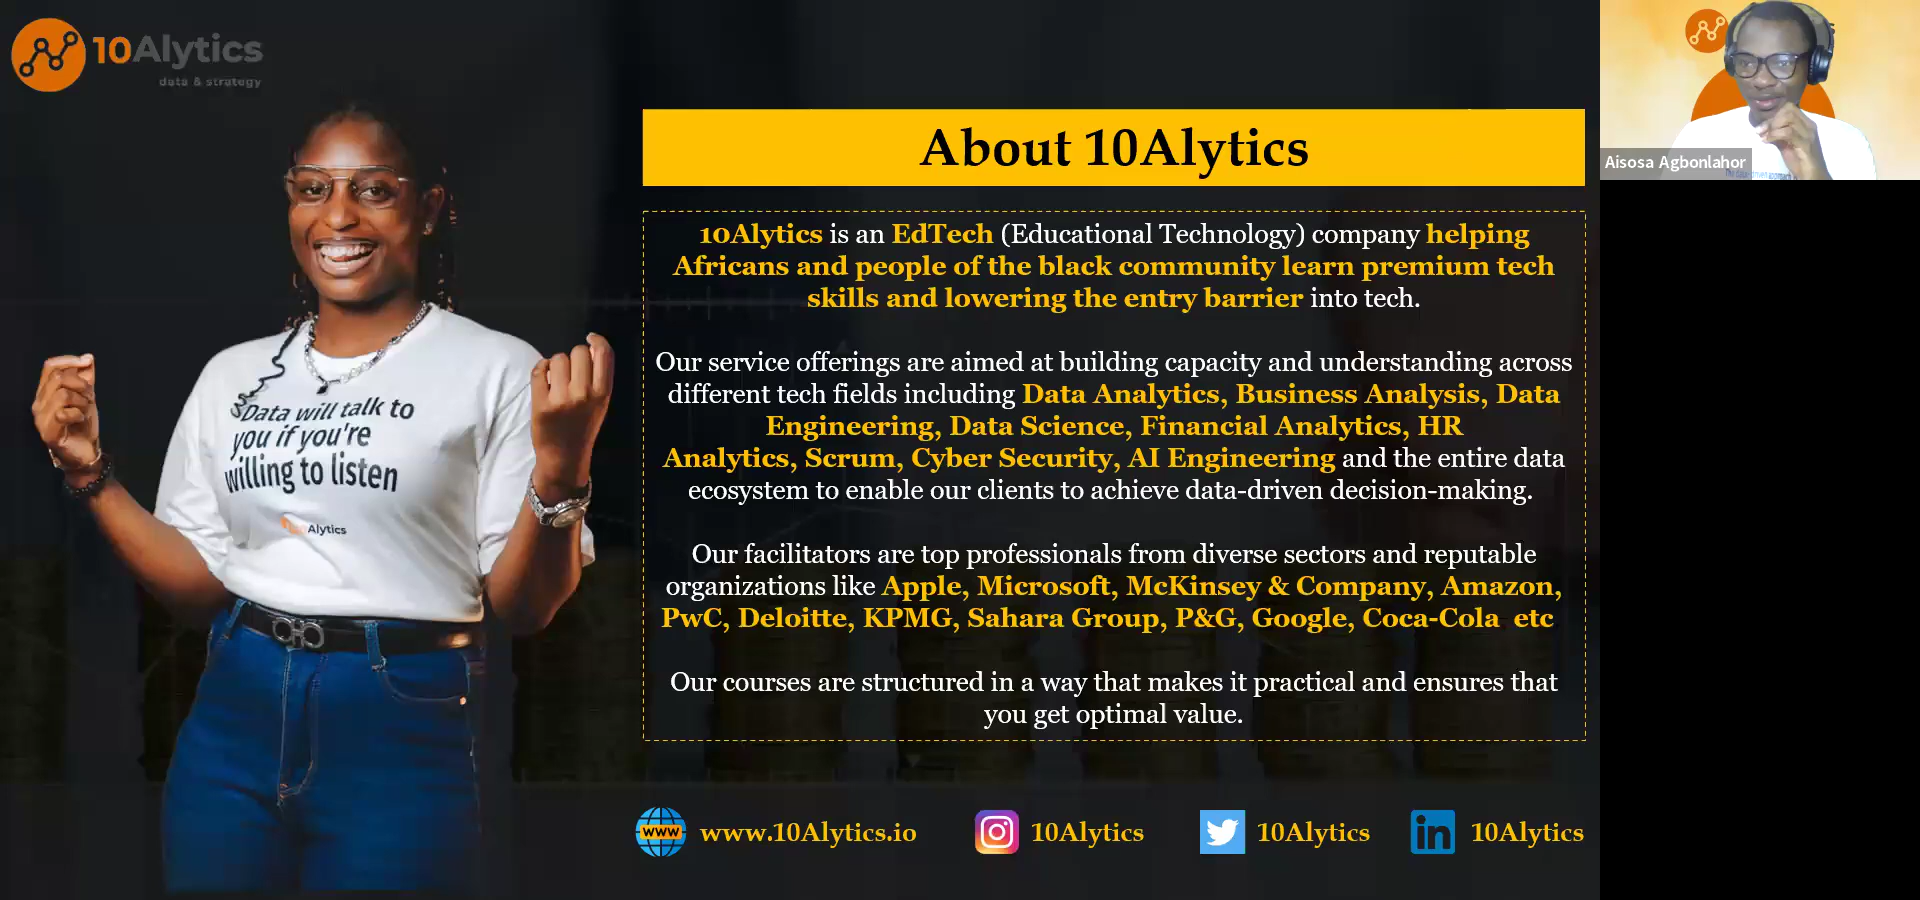 10Alytics
data & strategy
About 10Alytics
10Alytics is an EdTech (Educational Technology) company helping
Africans and people of the black community learn premium tech
skills and lowering the entry barrier into tech.
Our service offerings are aimed at building capacity and understanding across
different tech fields including Data Analytics, Business Analysis, Data
Engineering, Data Science, Financial Analytics, HR
Analytics, Scrum, Cyber Security, AI Engineering and the entire data
ecosystem to enable our clients to achieve data-driven decision-making.
Our facilitators are top professionals from diverse sectors and reputable
organizations like Apple, Microsoft, McKinsey & Company, Amazon,
PwC, Deloitte, KPMG, Sahara Group, P&G, Google, Coca-Cola etc
Our courses are structured in a way that makes it practical and ensures that
you get optimal value.
Data will talk to
you if you're
willing to listen
10Alytics
WWW
www.10Alytics.io
10Alytics
10Alytics
in
10Alytics
Aisosa Agbonlahor